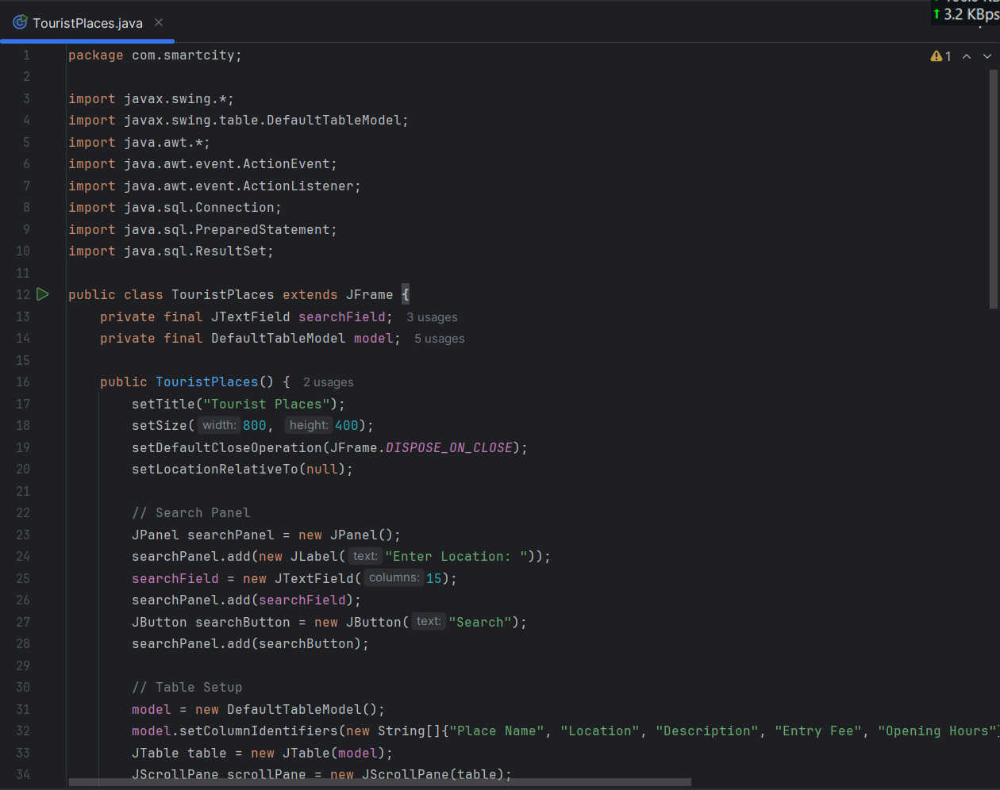 TouristPlaces.java
3.2 KBps
1
1 package com.smartcity;
2
3 import javax.swing.*;
4 import javax.swing.table.DefaultTableModel;
5 import java.awt.*;
6 import java.awt.event.ActionEvent;
7 import java.awt.event.ActionListener;
8 import java.sql.Connection;
9 import java.sql.PreparedStatement;
10 import java.sql.ResultSet;
11
12 public class TouristPlaces extends JFrame {
13     private final JTextField searchField; 3 usages
14     private final DefaultTableModel model; 5 usages
15
16     public TouristPlaces() { 2 usages
17         setTitle("Tourist Places");
18         setSize( width: 800, height: 400);
19         setDefaultCloseOperation(JFrame.DISPOSE_ON_CLOSE);
20         setLocationRelativeTo(null);
21
22         // Search Panel
23         JPanel searchPanel = new JPanel();
24         searchPanel.add(new JLabel( text: "Enter Location: "));
25         searchField = new JTextField( columns: 15);
26         searchPanel.add(searchField);
27         JButton searchButton = new JButton( text: "Search");
28         searchPanel.add(searchButton);
29
30         // Table Setup
31         model = new DefaultTableModel();
32         model.setColumnIdentifiers(new String[]{"Place Name", "Location", "Description", "Entry Fee", "Opening Hours"}
33         JTable table = new JTable(model);
34         JScrollPane scrollPane = new JScrollPane(table);